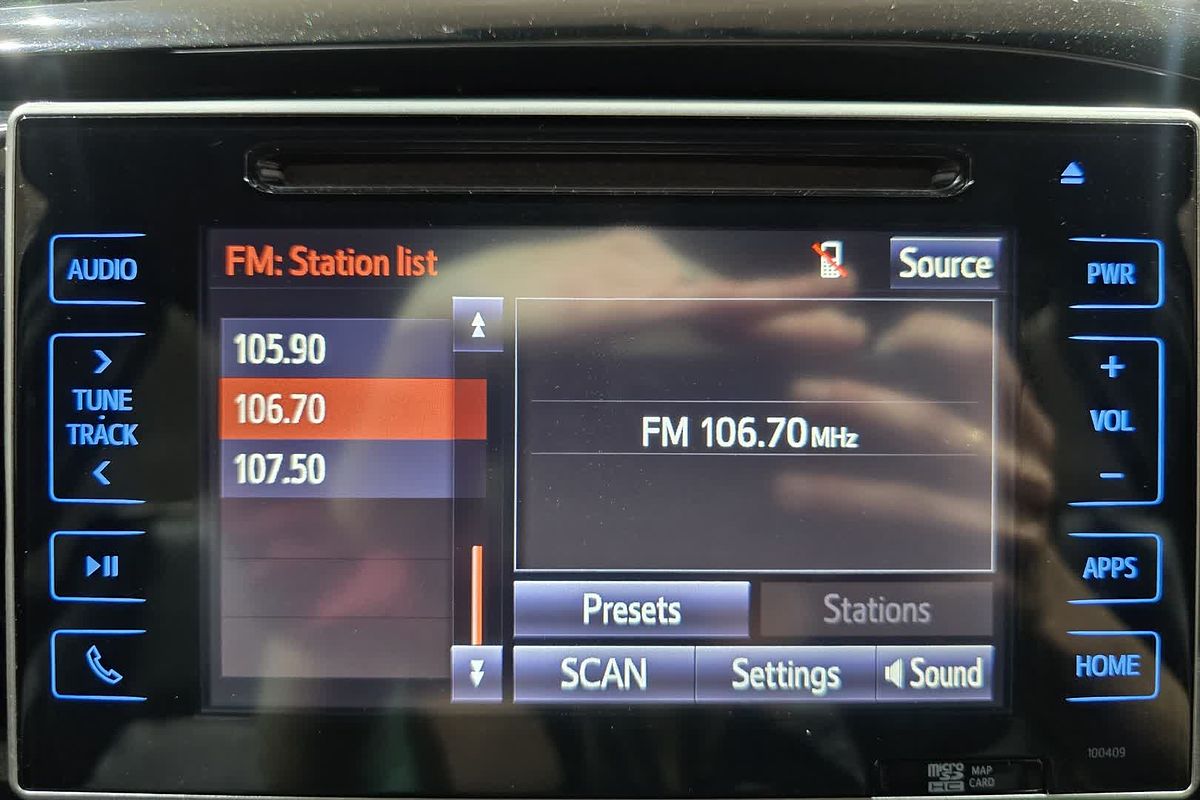 FM: Station list
Source
AUDIO
PWR
105.90
106.70
107.50
TUNE
TRACK
FM 106.70 MHz
+
VOL
-
APPS
Presets
Stations
SCAN
Settings
Sound
HOME
100409
micro SD HC
MAP
CARD